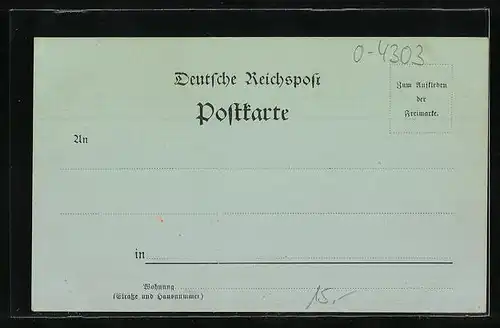 0-4303
Deutsche Reichspost
Postkarte
Zum Aufkleben
der
Freimarke.
An
in
Wohnung
(Straße und Hausnummer)
15,-